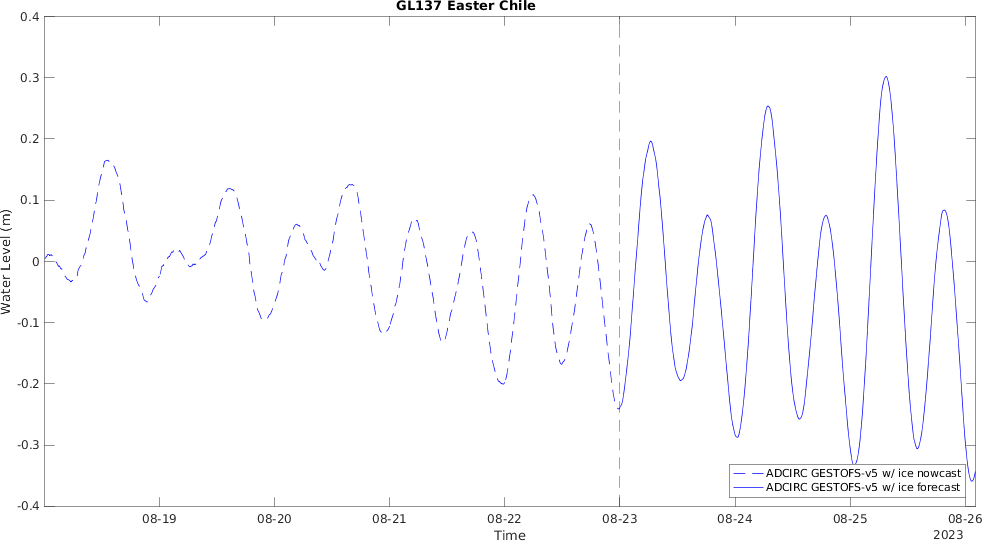 GL137 Easter Chile
0.4
0.3
0.2
0.1
0
-0.1
-0.2
-0.3
-0.4
Water Level (m)
ADCIRC GESTOFS-v5 w/ ice nowcast
ADCIRC GESTOFS-v5 w/ ice forecast
08-19 08-20 08-21 08-22 08-23 08-24 08-25 08-26
Time
2023